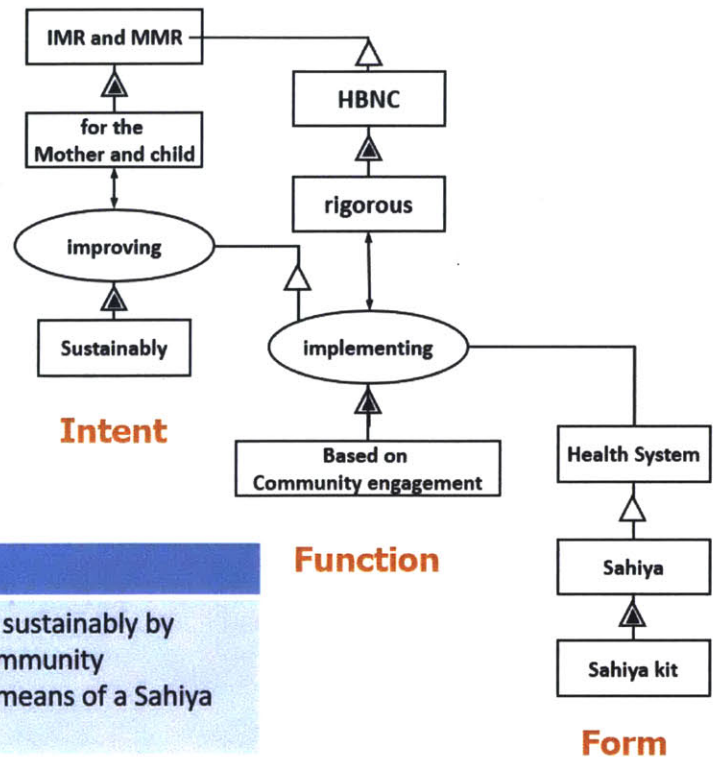 IMR and MMR
HBNC
for the
Mother and child
rigorous
improving
implementing
Sustainably
Intent
Based on
Community engagement
Health System
Function
Sahiya
sustainably by
mmunity
means of a Sahiya
Sahiya kit
Form